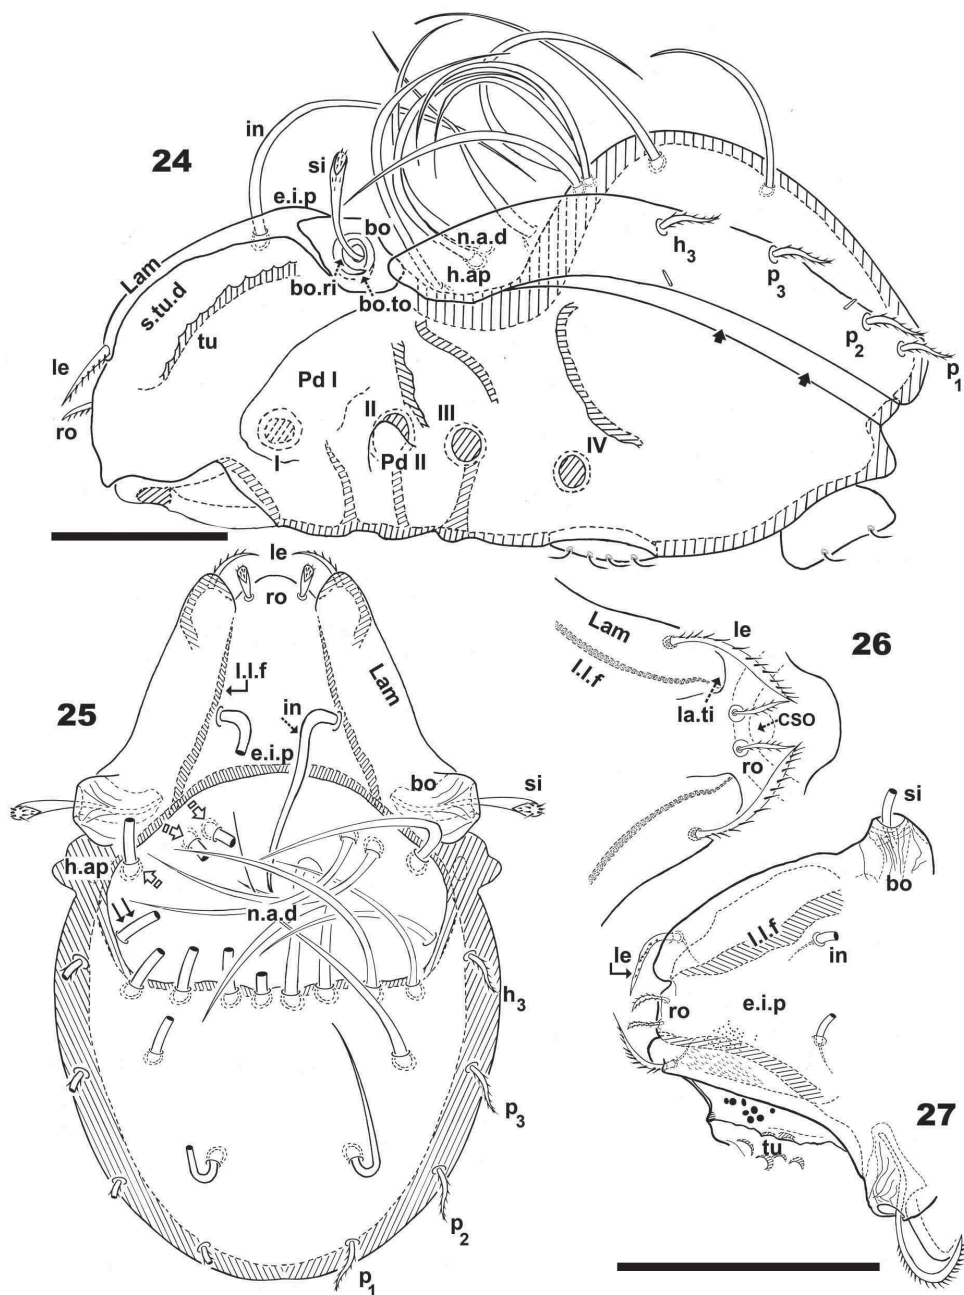 24
in
si
e.i.p
bo
Lam
s.tu.d
tu
bo.ri
bo.to
n.a.d
h.ap
h3
p3
p2
p1
le
ro
Pd I
I
II
Pd II
III
IV
25
le
ro
l.l.f
Lam
in
e.i.p
bo
si
h.ap
n.a.d
h3
p3
p2
p1
26
Lam
l.l.f
le
la.ti
cso
ro
27
si
bo
l.l.f
le
in
ro
e.i.p
tu